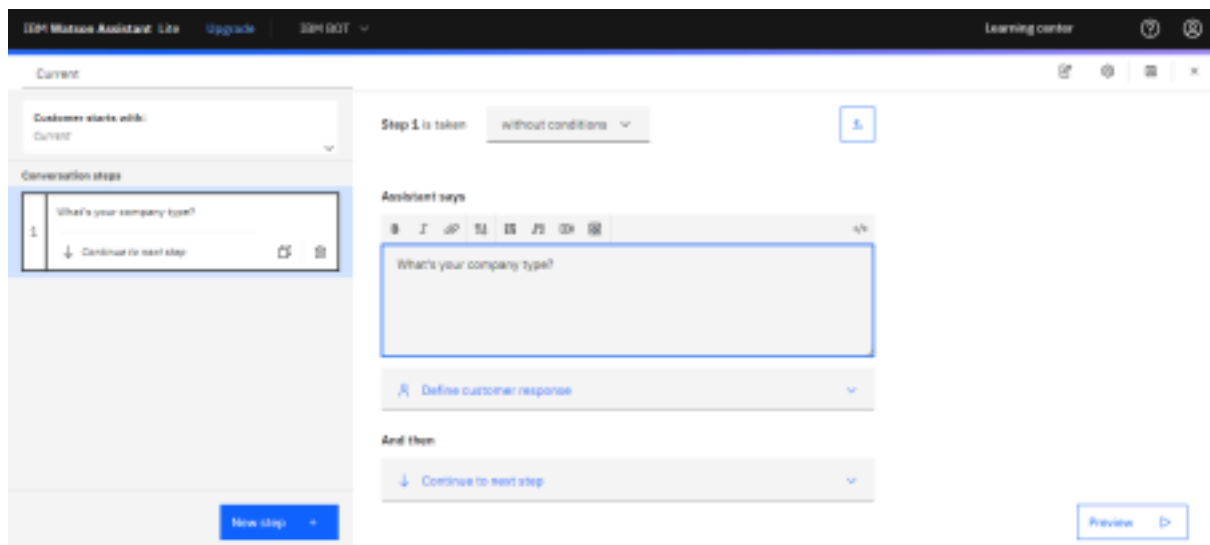 IBM Watson Assistant Lite Upgrade IBM BOT Learning center
Current
Customer starts with:
Current
Conversation steps
1 What's your company type?
Continue to next step
New step +
Step 1 is taken without conditions
Assistant says
B I
</>
What's your company type?
Define customer response
And then
Continue to next step
Preview